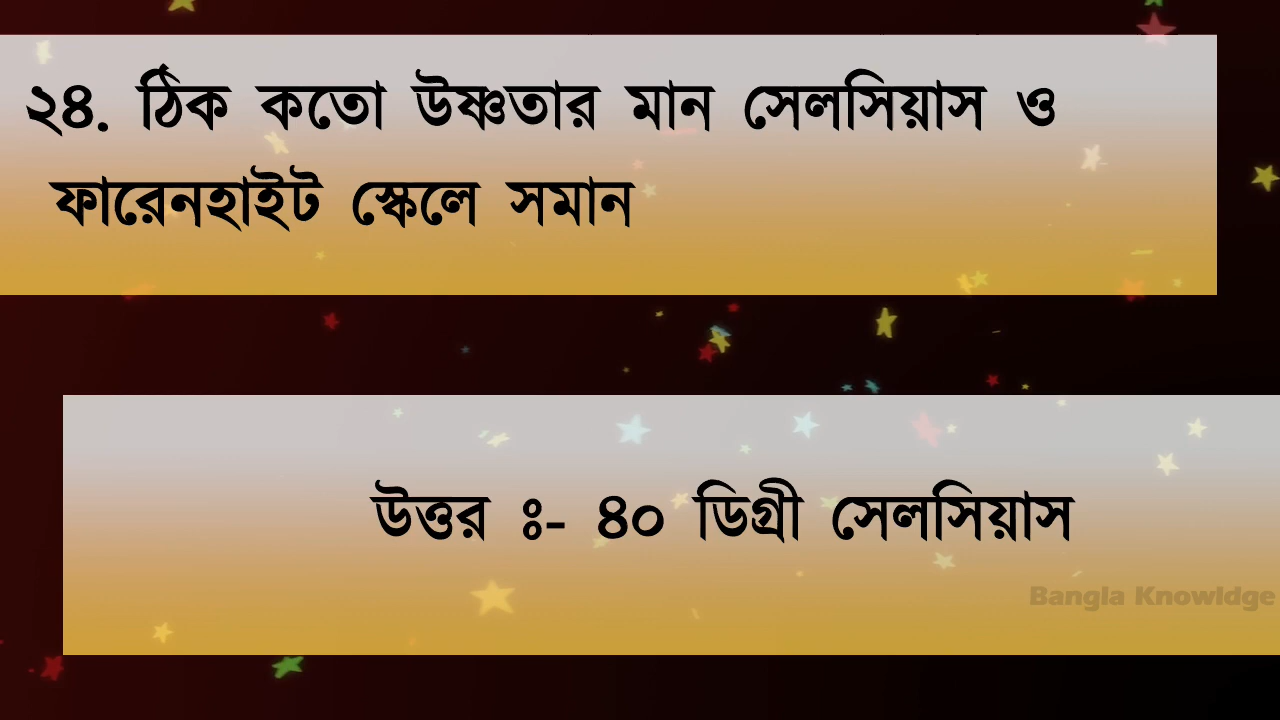 ২৪. ঠিক কতো উষ্ণতার মান সেলসিয়াস ও
ফারেনহাইট স্কেলে সমান
উত্তর ঃ- ৪০ ডিগ্রী সেলসিয়াস
Bangla Knowldge